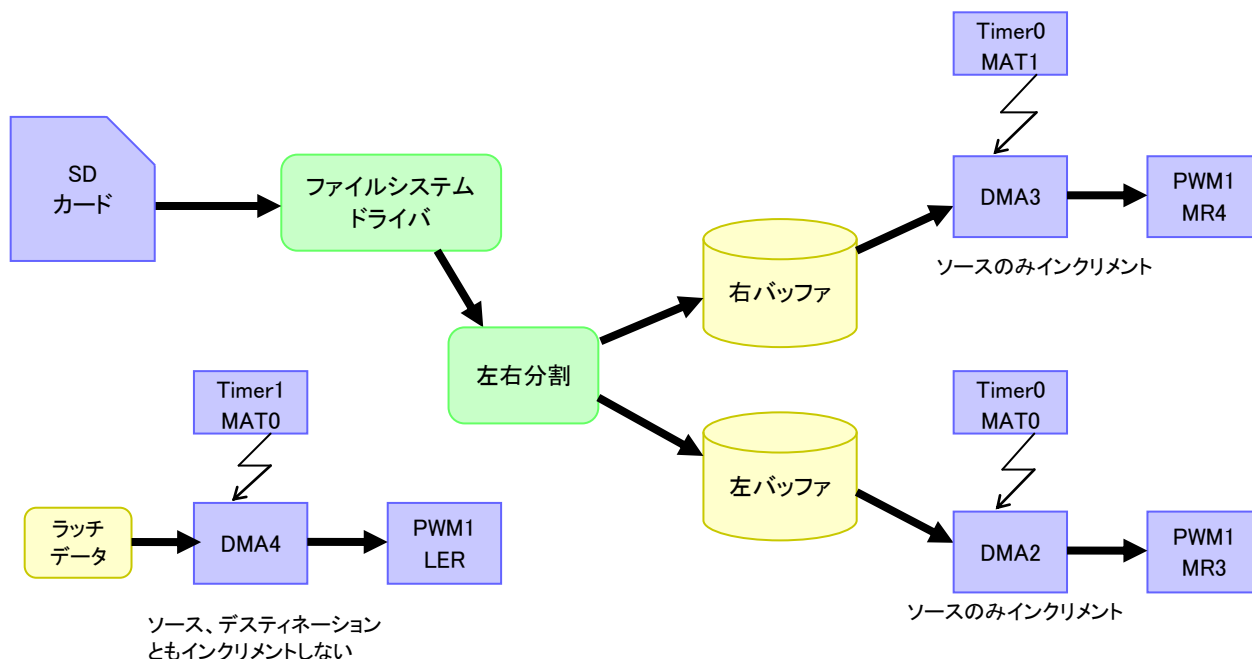 Timer0
MAT1
SD
カード
ファイルシステム
ドライバ
DMA3
PWM1
MR4
ソースのみインクリメント
右バッファ
左右分割
Timer1
MAT0
Timer0
MAT0
左バッファ
ラッチ
データ
DMA4
PWM1
LER
DMA2
PWM1
MR3
ソースのみインクリメント
ソース、デスティネーション
ともインクリメントしない